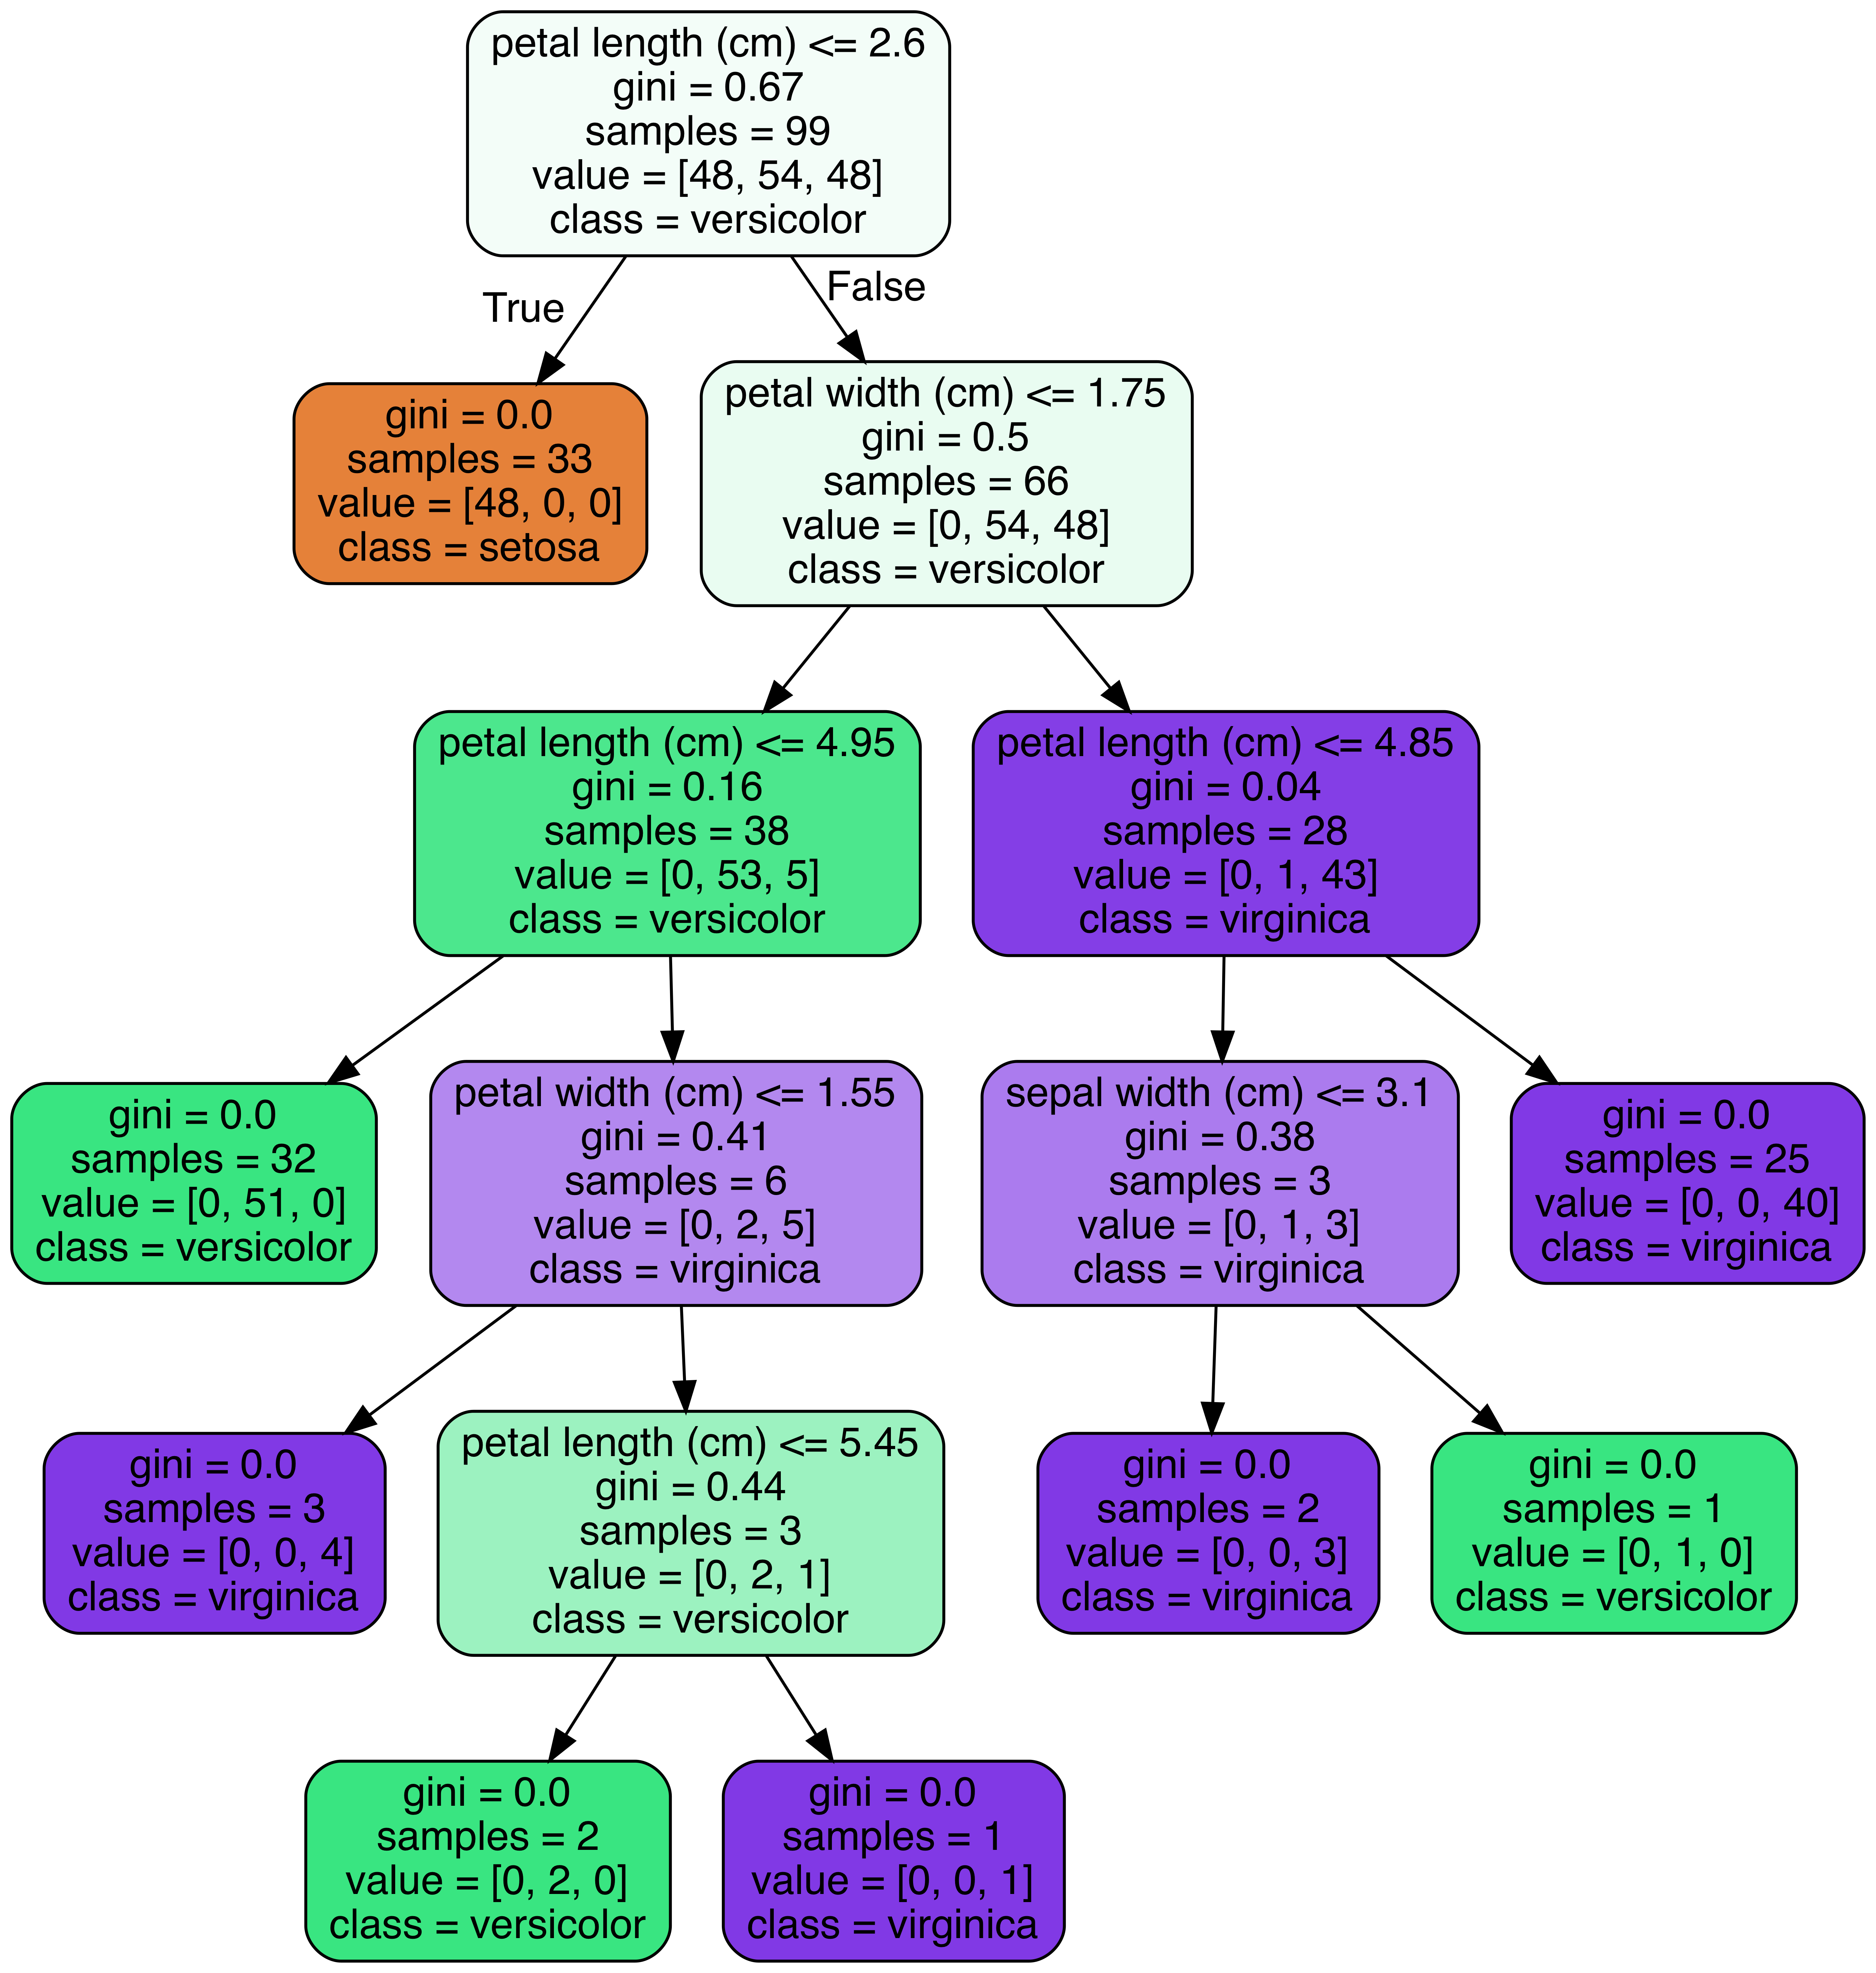 petal length (cm) <= 2.6
gini = 0.67
samples = 99
value = [48, 54, 48]
class = versicolor
True
False
gini = 0.0
samples = 33
value = [48, 0, 0]
class = setosa
petal width (cm) <= 1.75
gini = 0.5
samples = 66
value = [0, 54, 48]
class = versicolor
petal length (cm) <= 4.95
gini = 0.16
samples = 38
value = [0, 53, 5]
class = versicolor
petal length (cm) <= 4.85
gini = 0.04
samples = 28
value = [0, 1, 43]
class = virginica
gini = 0.0
samples = 32
value = [0, 51, 0]
class = versicolor
petal width (cm) <= 1.55
gini = 0.41
samples = 6
value = [0, 2, 5]
class = virginica
sepal width (cm) <= 3.1
gini = 0.38
samples = 3
value = [0, 1, 3]
class = virginica
gini = 0.0
samples = 25
value = [0, 0, 40]
class = virginica
gini = 0.0
samples = 3
value = [0, 0, 4]
class = virginica
petal length (cm) <= 5.45
gini = 0.44
samples = 3
value = [0, 2, 1]
class = versicolor
gini = 0.0
samples = 2
value = [0, 0, 3]
class = virginica
gini = 0.0
samples = 1
value = [0, 1, 0]
class = versicolor
gini = 0.0
samples = 2
value = [0, 2, 0]
class = versicolor
gini = 0.0
samples = 1
value = [0, 0, 1]
class = virginica